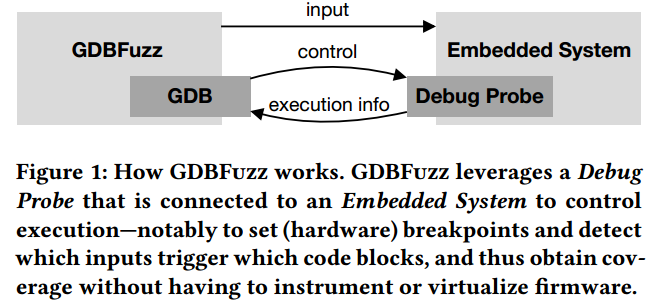 input
GDBFuzz
control
Embedded System
GDB
Debug Probe
execution info
Figure 1: How GDBFuzz works. GDBFuzz leverages a Debug
Probe that is connected to an Embedded System to control
execution—notably to set (hardware) breakpoints and detect
which inputs trigger which code blocks, and thus obtain cov-
erage without having to instrument or virtualize firmware.